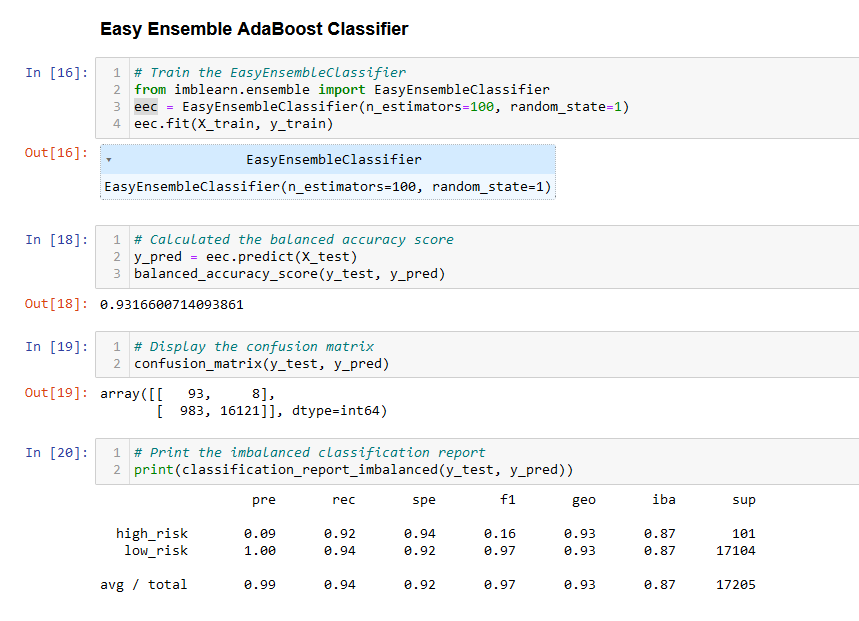 Easy Ensemble AdaBoost Classifier
In [16]:
1 # Train the EasyEnsembleClassifier
2 from imblearn.ensemble import EasyEnsembleClassifier
3 eec = EasyEnsembleClassifier(n_estimators=100, random_state=1)
4 eec.fit(X_train, y_train)
Out[16]:
▾ EasyEnsembleClassifier
EasyEnsembleClassifier(n_estimators=100, random_state=1)
In [18]:
1 # Calculated the balanced accuracy score
2 y_pred = eec.predict(X_test)
3 balanced_accuracy_score(y_test, y_pred)
Out[18]: 0.9316600714093861
In [19]:
1 # Display the confusion matrix
2 confusion_matrix(y_test, y_pred)
Out[19]: array([[   93,     8],
       [  983, 16121]], dtype=int64)
In [20]:
1 # Print the imbalanced classification report
2 print(classification_report_imbalanced(y_test, y_pred))
pre rec spe f1 geo iba sup
high_risk 0.09 0.92 0.94 0.16 0.93 0.87 101
low_risk 1.00 0.94 0.92 0.97 0.93 0.87 17104
avg / total 0.99 0.94 0.92 0.97 0.93 0.87 17205